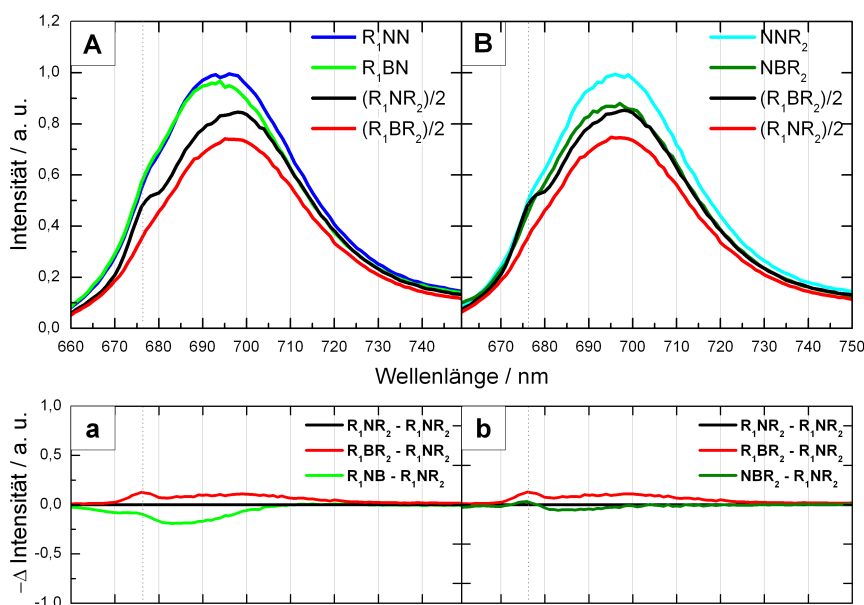 A
R₁NN
R₁BN
(R₁NR₂)/2
(R₁BR₂)/2
B
NNR₂
NBR₂
(R₁BR₂)/2
(R₁NR₂)/2
Intensität / a. u.
1,2
1,0
0,8
0,6
0,4
0,2
0,0
660 670 680 690 700 710 720 730 740
670 680 690 700 710 720 730 740 750
Wellenlänge / nm
a
R₁NR₂ - R₁NR₂
R₁BR₂ - R₁NR₂
R₁NB - R₁NR₂
b
R₁NR₂ - R₁NR₂
R₁BR₂ - R₁NR₂
NBR₂ - R₁NR₂
−Δ Intensität / a. u.
1,0
0,5
0,0
-0,5
-1,0